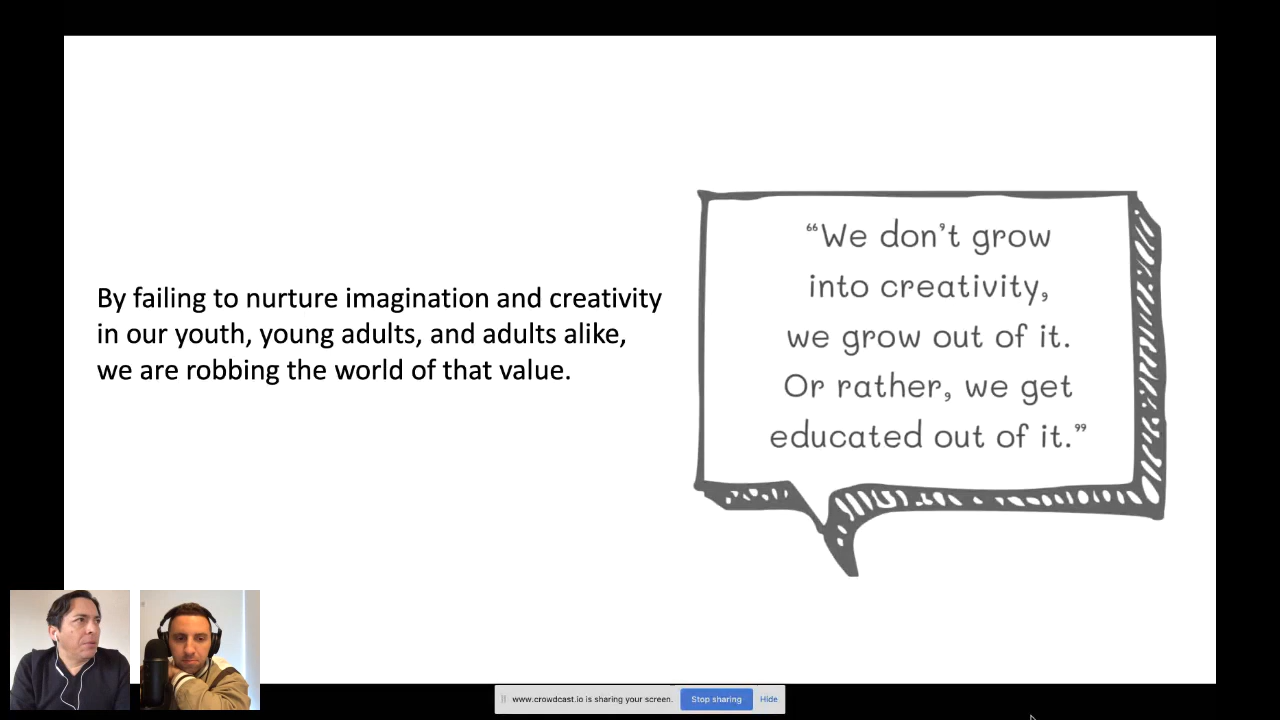 By failing to nurture imagination and creativity
in our youth, young adults, and adults alike,
we are robbing the world of that value.
“We don’t grow
into creativity,
we grow out of it.
Or rather, we get
educated out of it.”
www.crowdcast.io is sharing your screen.
Stop sharing
Hide